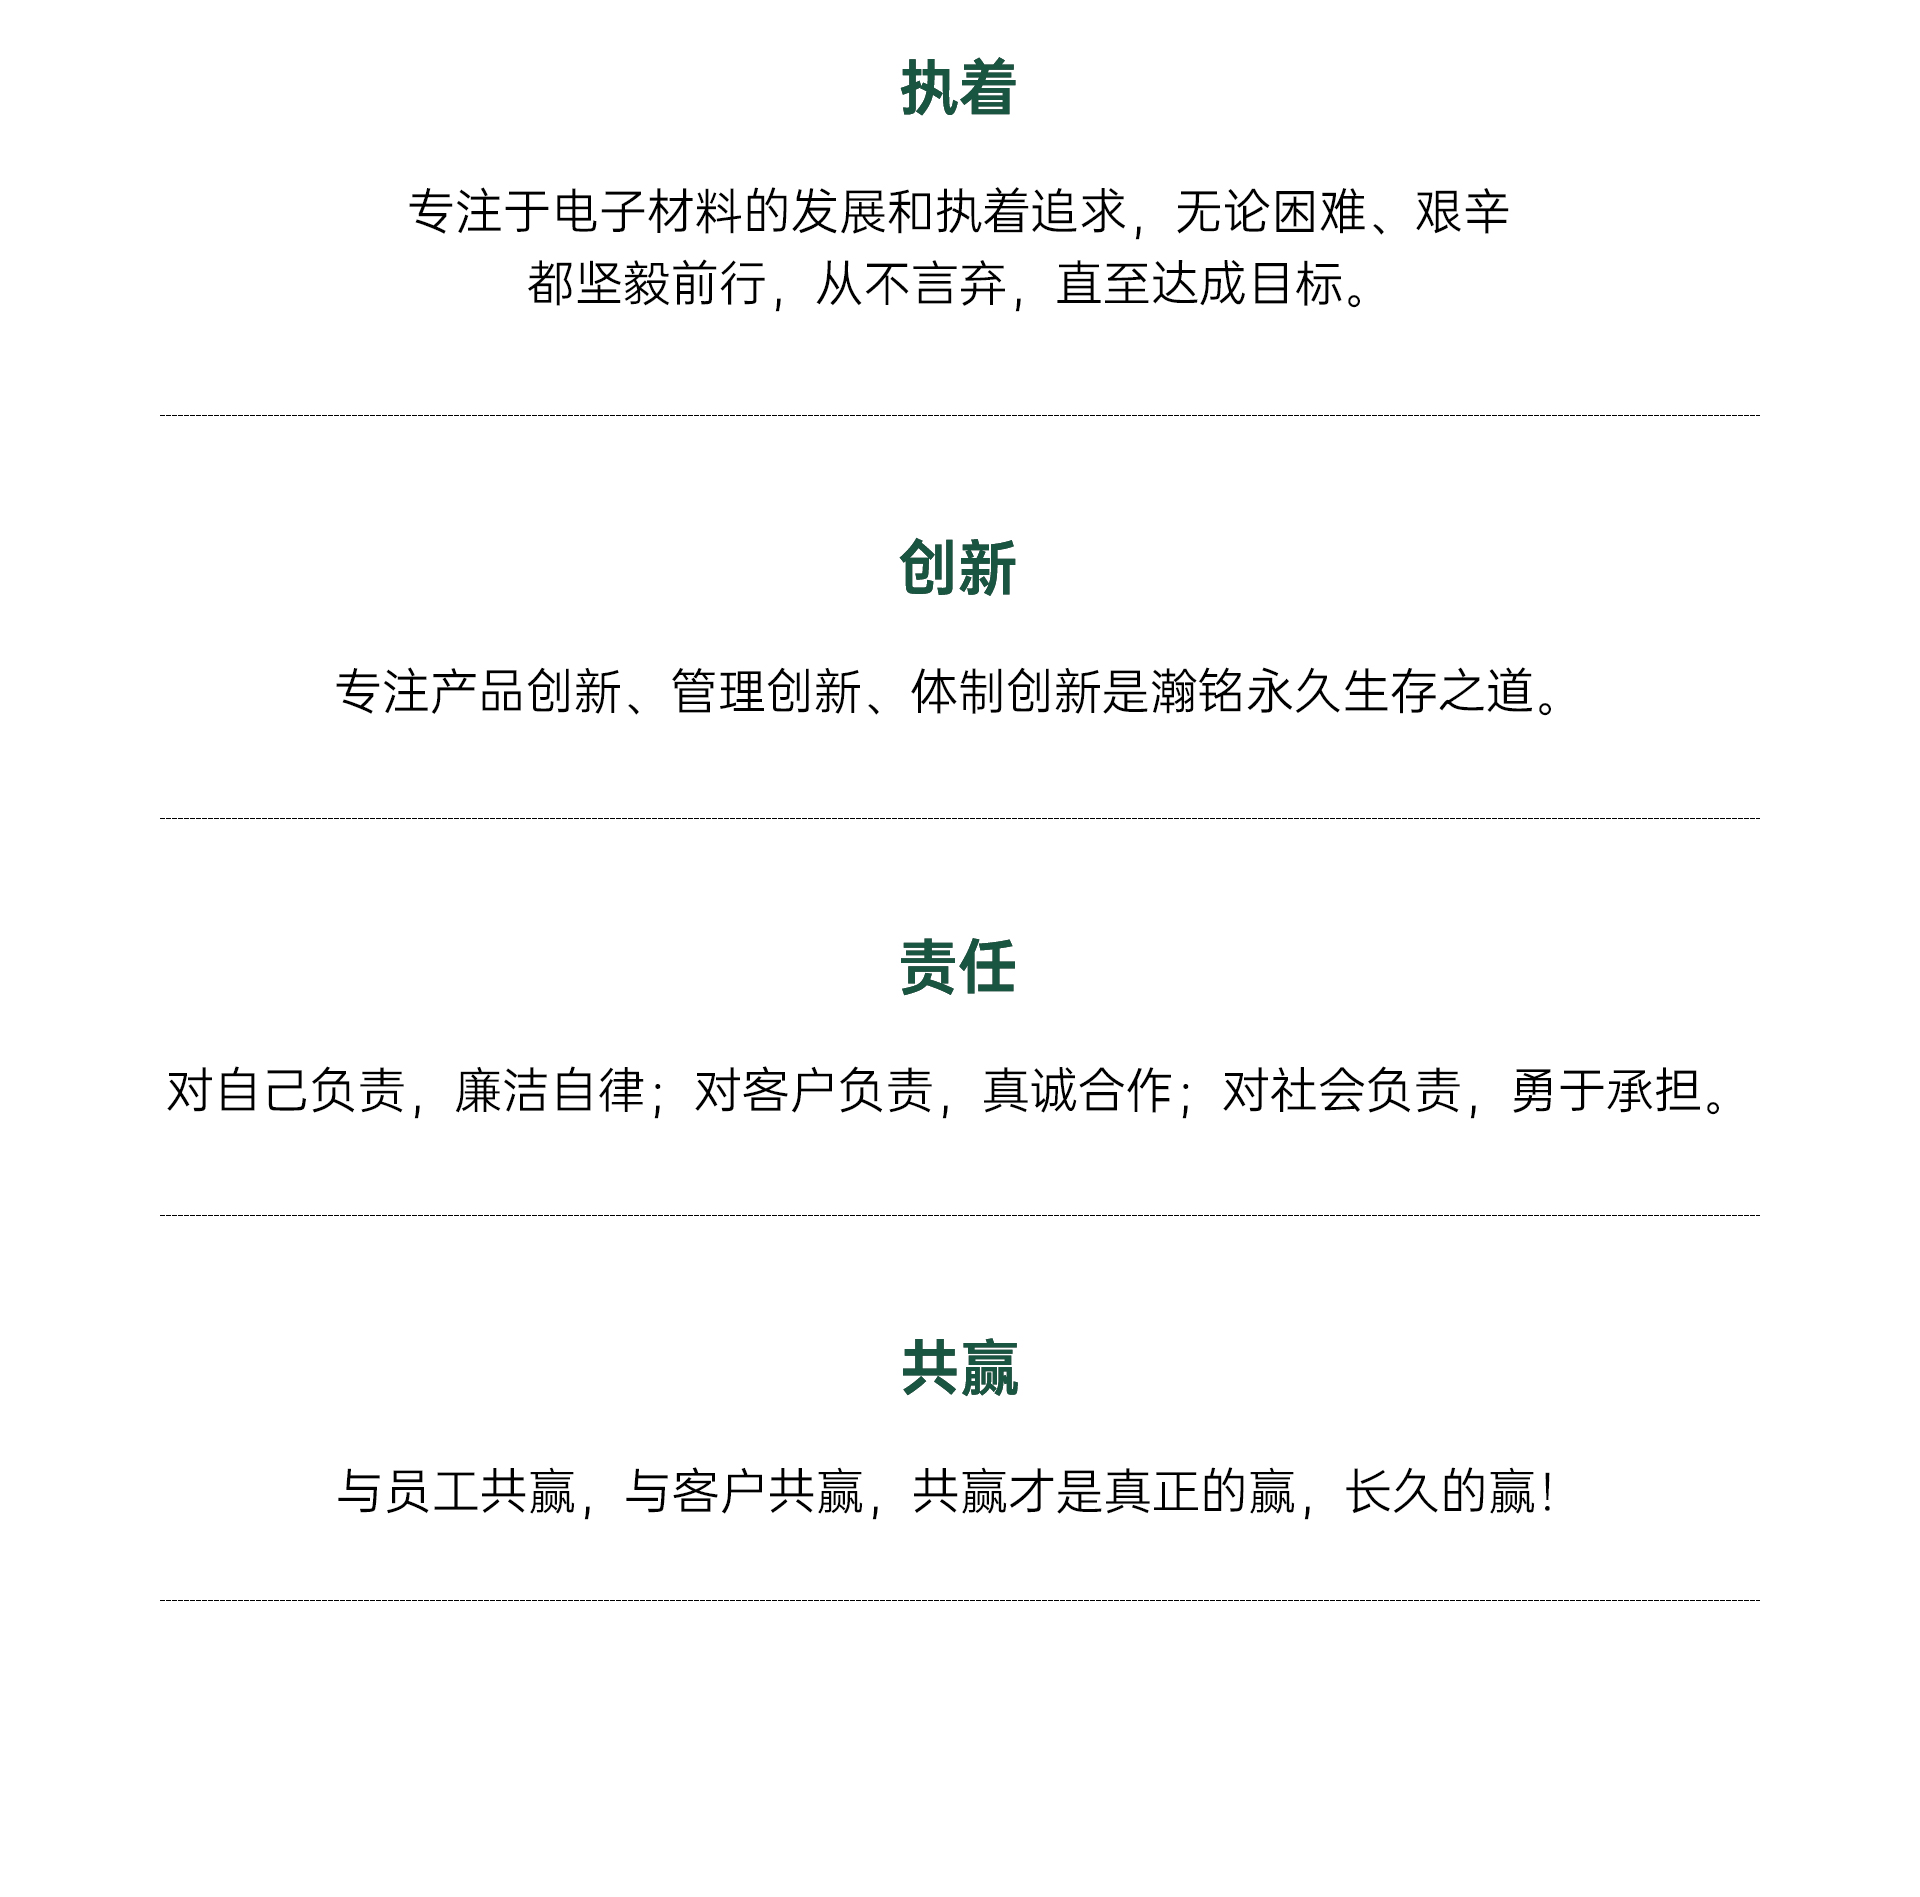 执着
专注于电子材料的发展和执着追求，无论困难、艰辛
都坚毅前行，从不言弃，直至达成目标。
创新
专注产品创新、管理创新、体制创新是瀚铭永久生存之道。
责任
对自己负责，廉洁自律；对客户负责，真诚合作；对社会负责，勇于承担。
共赢
与员工共赢，与客户共赢，共赢才是真正的赢，长久的赢！